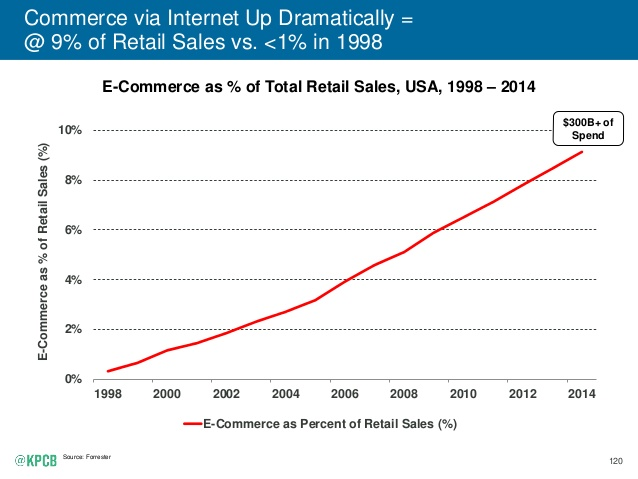 Commerce via Internet Up Dramatically =
@ 9% of Retail Sales vs. <1% in 1998
E-Commerce as % of Total Retail Sales, USA, 1998 – 2014
$300B+ of
Spend
E-Commerce as % of Retail Sales (%)
10%
8%
6%
4%
2%
0%
1998 2000 2002 2004 2006 2008 2010 2012 2014
E-Commerce as Percent of Retail Sales (%)
@KPCB
Source: Forrester
120